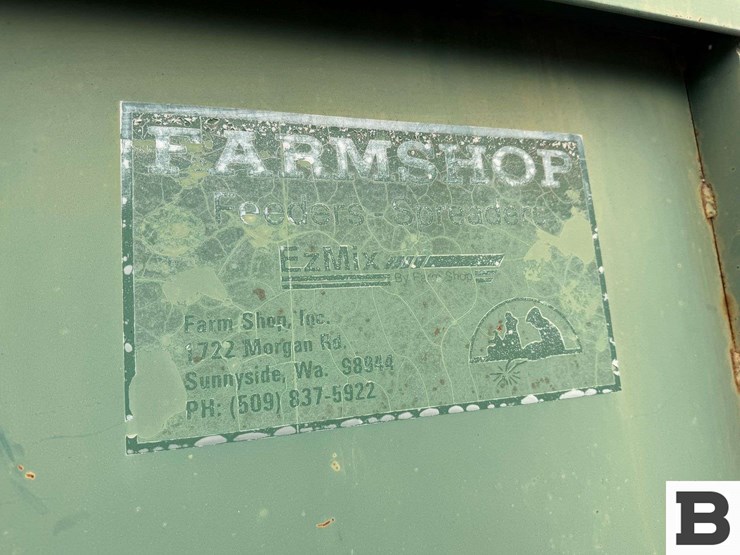 FARMSHOP
Feeders - Spreaders
EzMix
By Farm Shop
Farm Shop, Inc.
1722 Morgan Rd.
Sunnyside, Wa. 98944
PH: (509) 837-5922
B